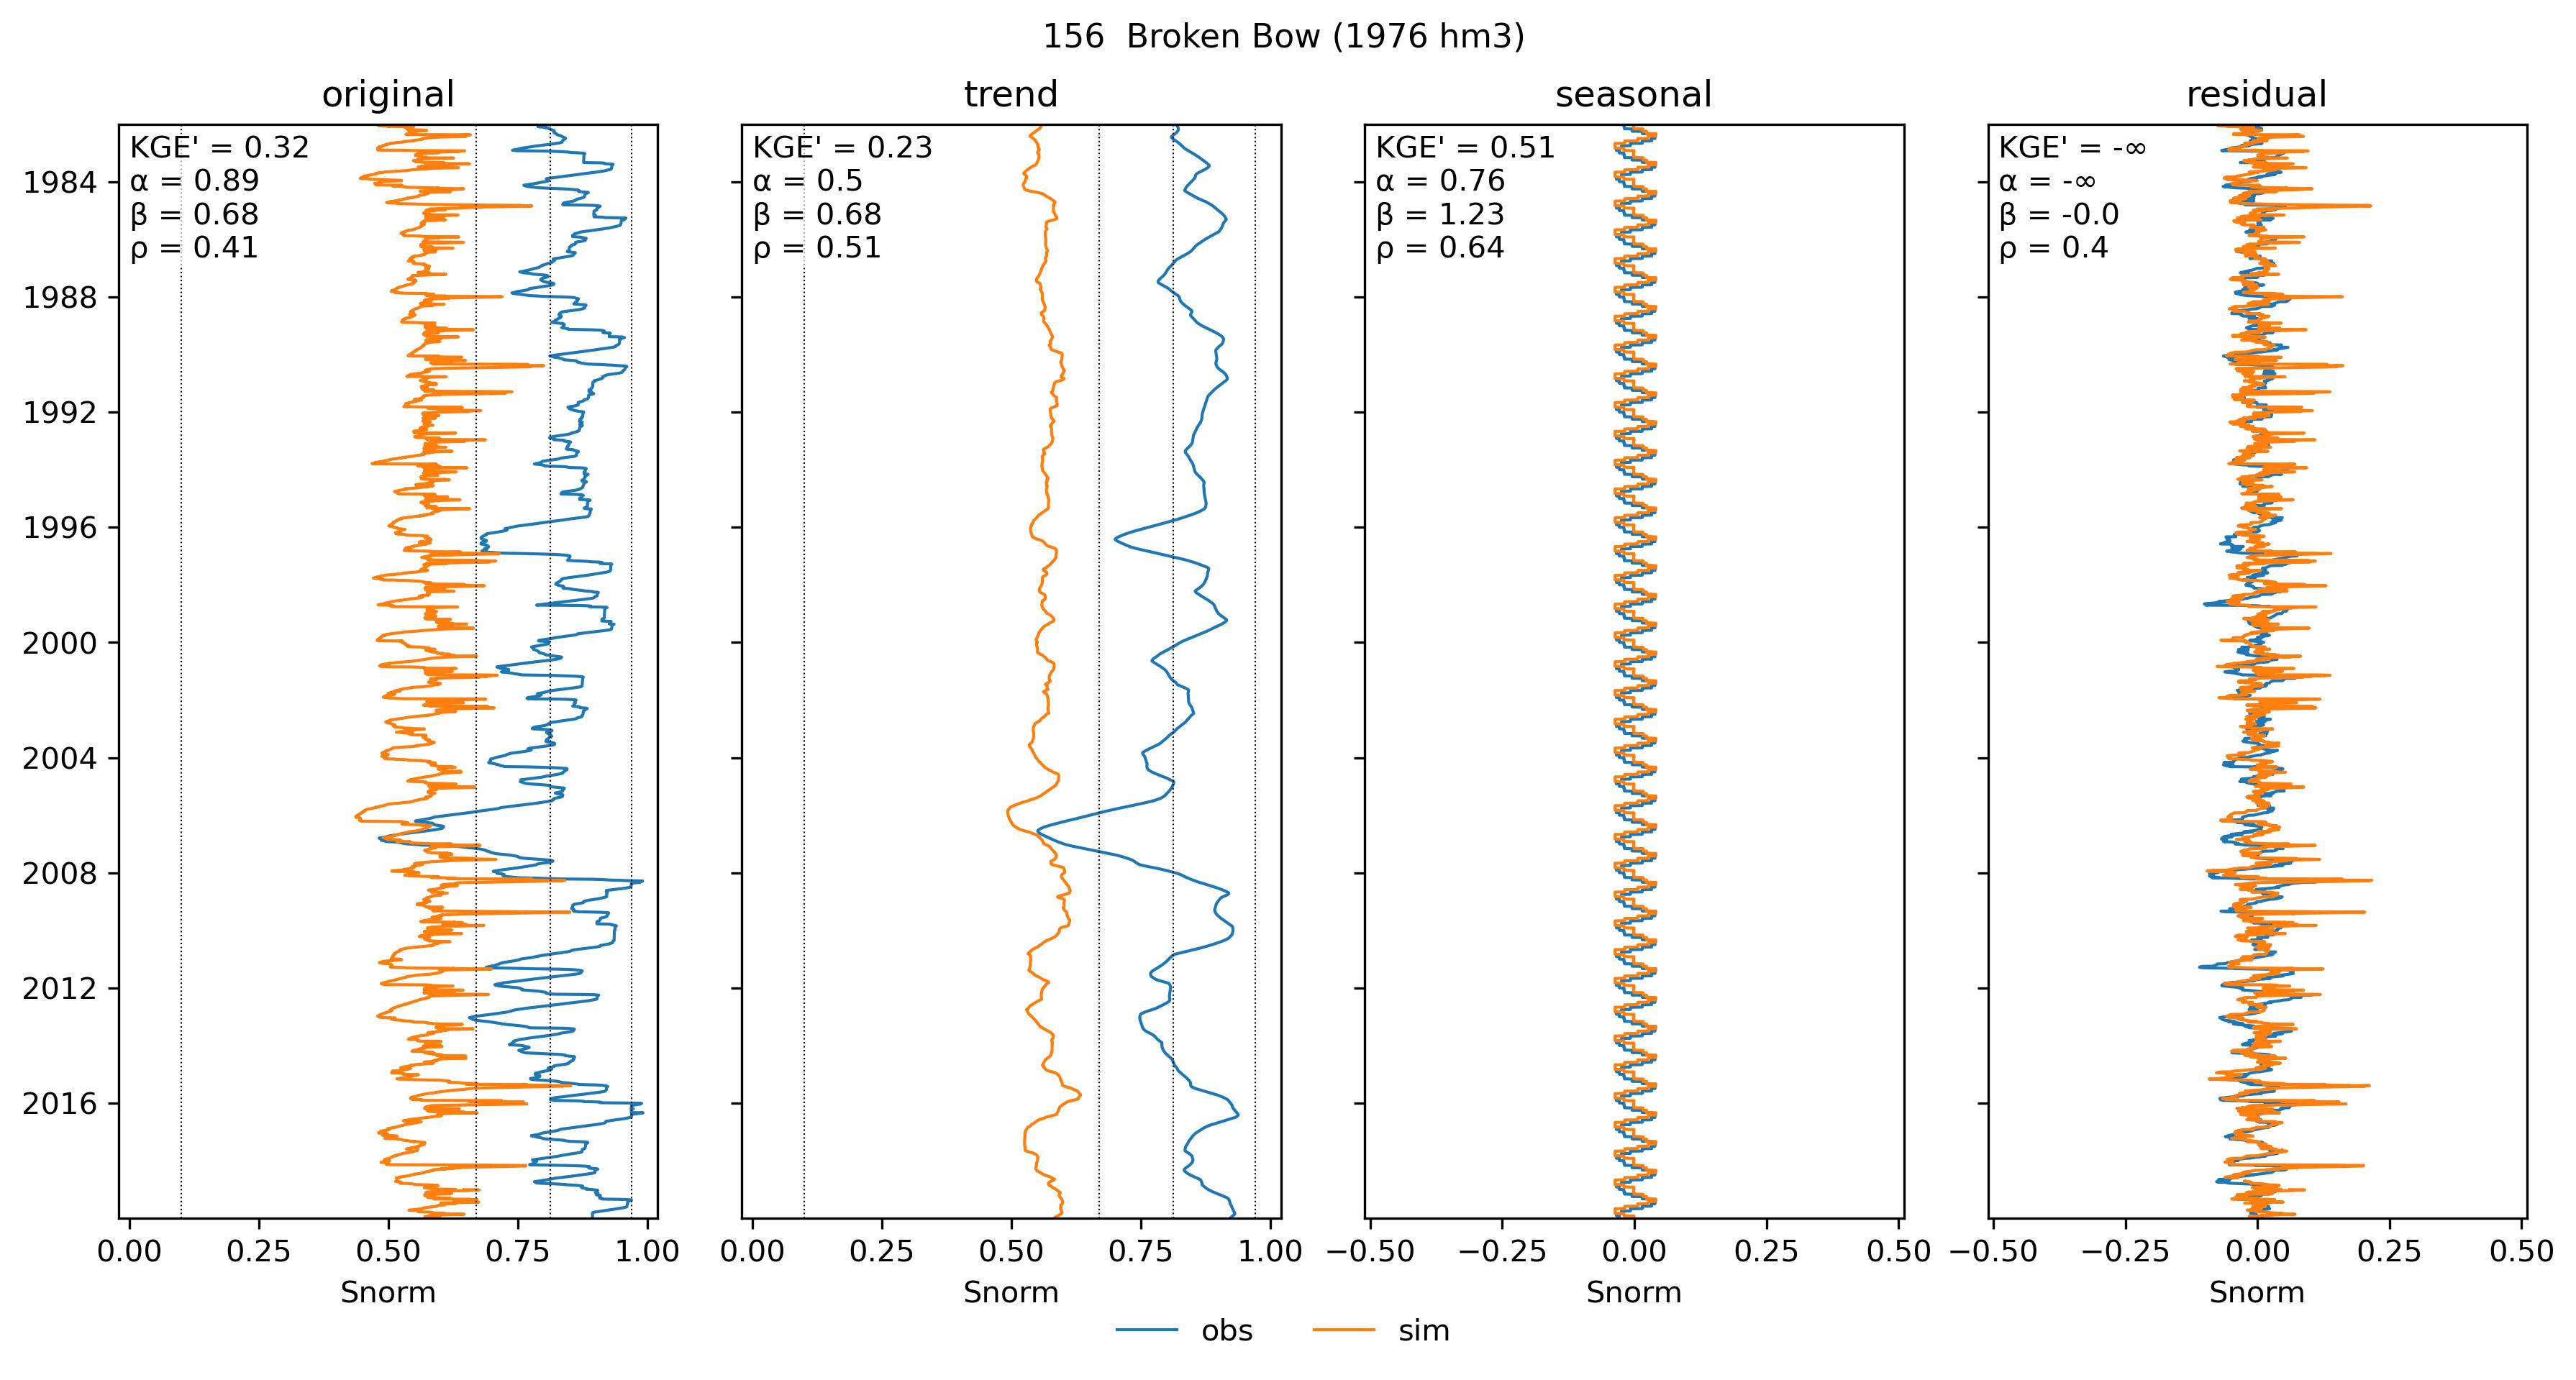 156  Broken Bow (1976 hm3)
original
trend
seasonal
residual
KGE' = 0.32
α = 0.89
β = 0.68
ρ = 0.41
KGE' = 0.23
α = 0.5
β = 0.68
ρ = 0.51
KGE' = 0.51
α = 0.76
β = 1.23
ρ = 0.64
KGE' = -∞
α = -∞
β = -0.0
ρ = 0.4
1984
1988
1992
1996
2000
2004
2008
2012
2016
0.00 0.25 0.50 0.75 1.00
0.00 0.25 0.50 0.75 1.00
−0.50 −0.25 0.00 0.25 0.50
−0.50 −0.25 0.00 0.25 0.50
Snorm
Snorm
Snorm
Snorm
obs
sim